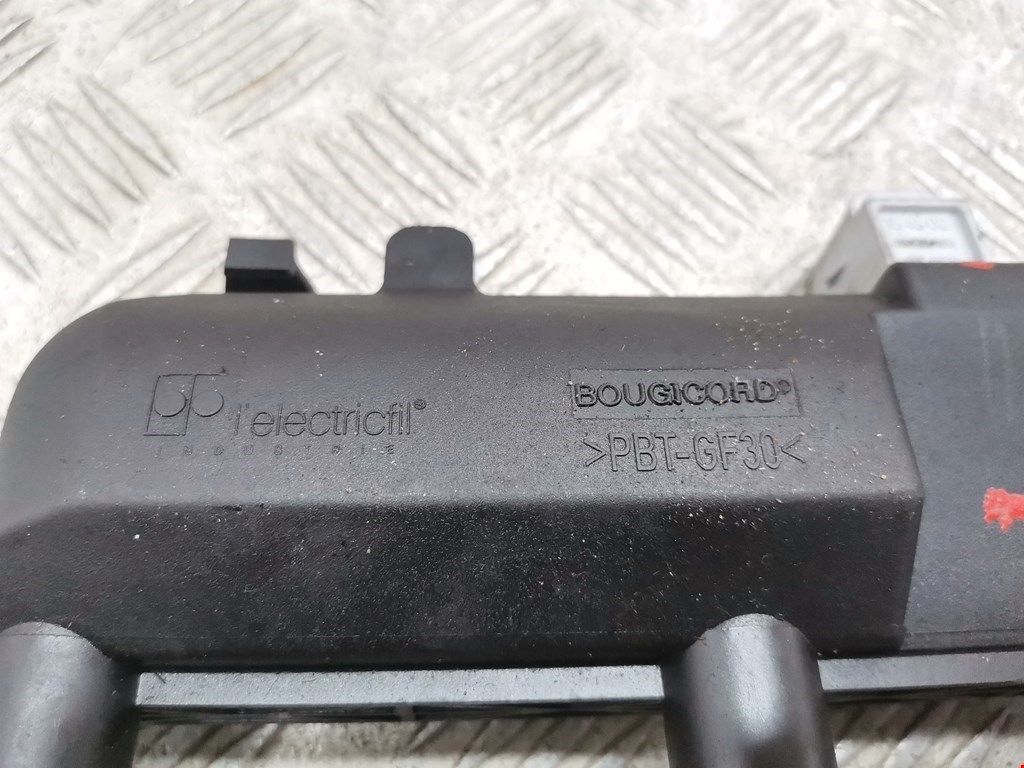 l'electricfil®
INDUSTRIE
BOUGICORD®
>PBT-GF30<